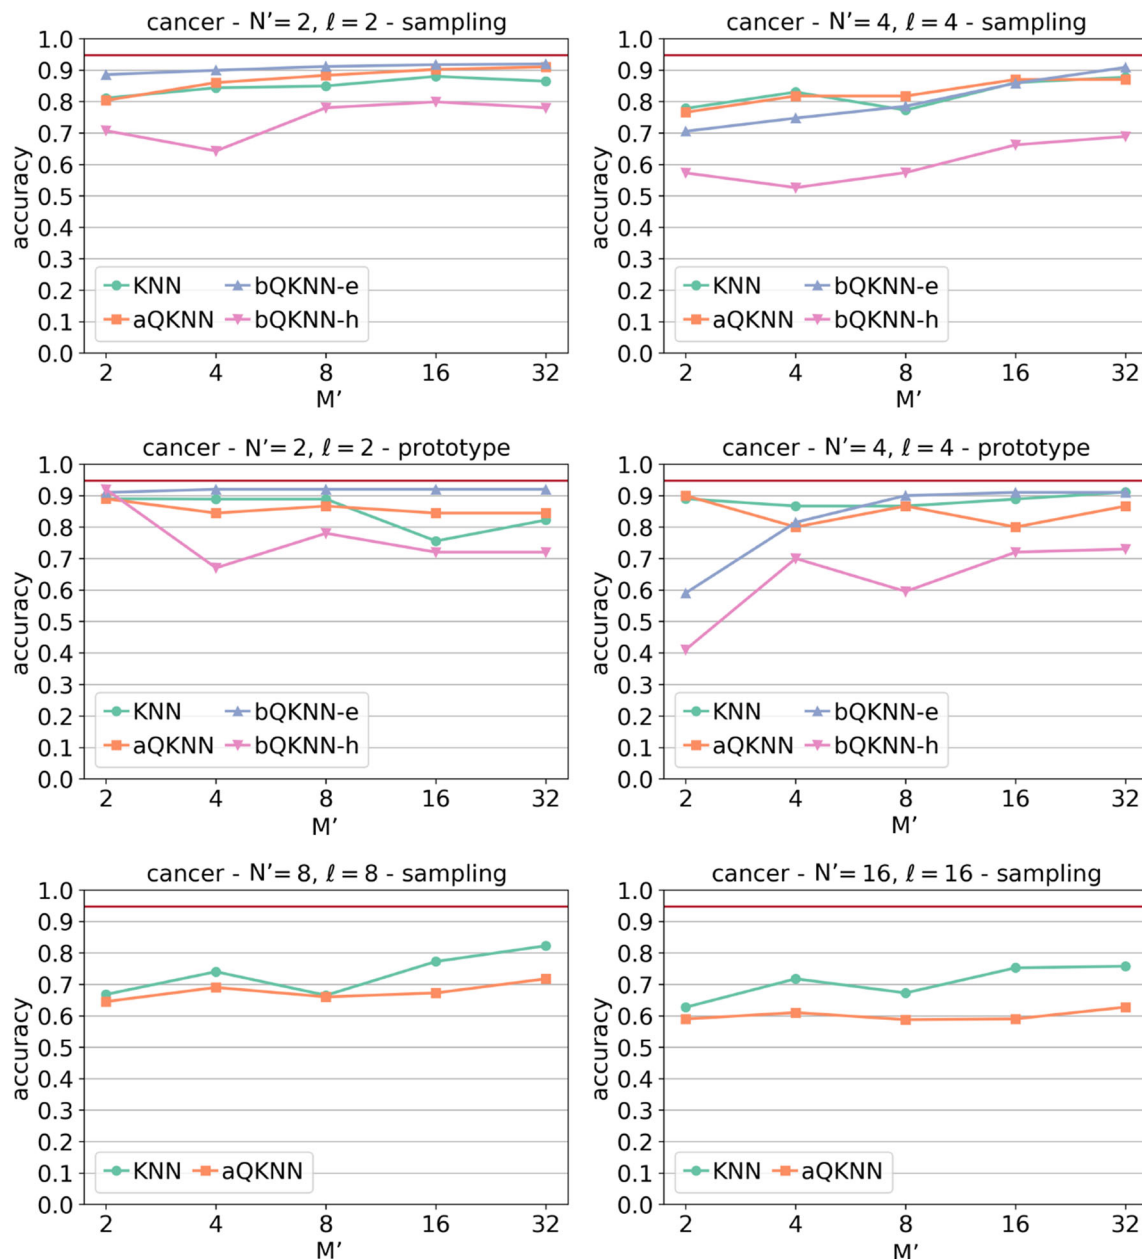 cancer - N’= 2, ℓ = 2 - sampling
1.0
0.9
0.8
0.7
0.6
0.5
0.4
0.3
0.2
0.1
0.0
accuracy
KNN bQKNN-e
aQKNN bQKNN-h
2 4 8 16 32
M’
cancer - N’= 4, ℓ = 4 - sampling
1.0
0.9
0.8
0.7
0.6
0.5
0.4
0.3
0.2
0.1
0.0
accuracy
KNN bQKNN-e
aQKNN bQKNN-h
2 4 8 16 32
M’
cancer - N’= 2, ℓ = 2 - prototype
1.0
0.9
0.8
0.7
0.6
0.5
0.4
0.3
0.2
0.1
0.0
accuracy
KNN bQKNN-e
aQKNN bQKNN-h
2 4 8 16 32
M’
cancer - N’= 4, ℓ = 4 - prototype
1.0
0.9
0.8
0.7
0.6
0.5
0.4
0.3
0.2
0.1
0.0
accuracy
KNN bQKNN-e
aQKNN bQKNN-h
2 4 8 16 32
M’
cancer - N’= 8, ℓ = 8 - sampling
1.0
0.9
0.8
0.7
0.6
0.5
0.4
0.3
0.2
0.1
0.0
accuracy
KNN aQKNN
2 4 8 16 32
M’
cancer - N’= 16, ℓ = 16 - sampling
1.0
0.9
0.8
0.7
0.6
0.5
0.4
0.3
0.2
0.1
0.0
accuracy
KNN aQKNN
2 4 8 16 32
M’